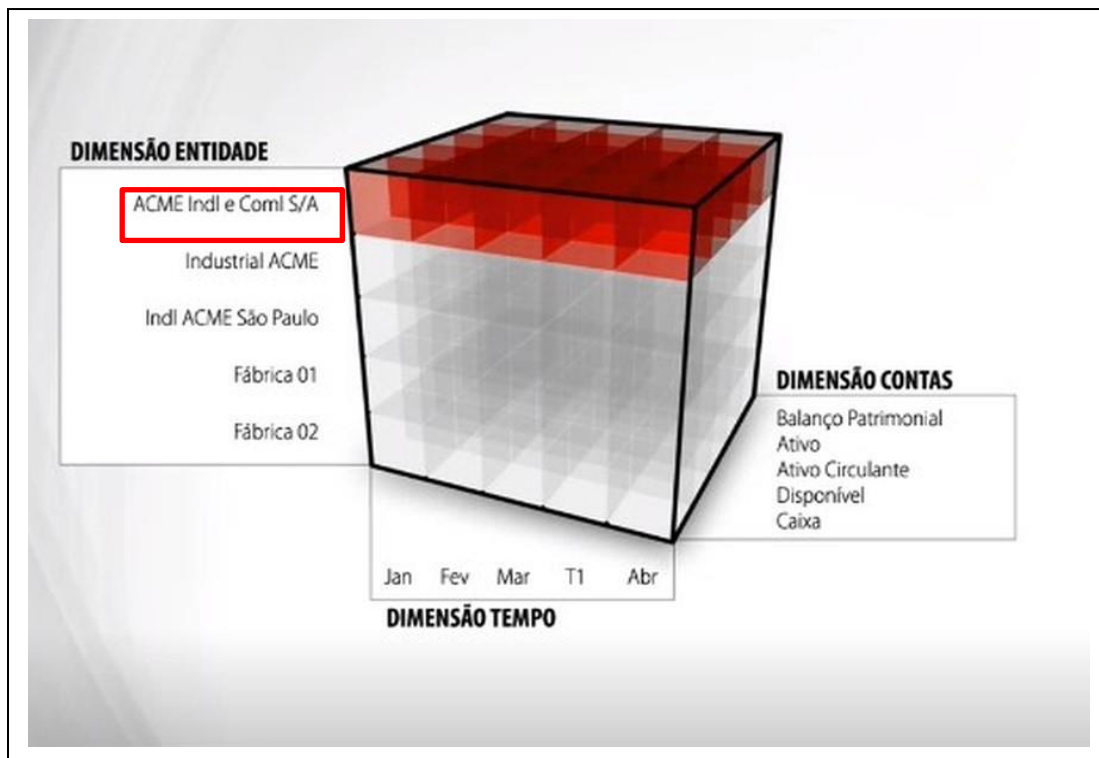 DIMENSÃO ENTIDADE
ACME Indl e Coml S/A
Industrial ACME
Indl ACME São Paulo
Fábrica 01
Fábrica 02
DIMENSÃO CONTAS
Balanço Patrimonial
Ativo
Ativo Circulante
Disponível
Caixa
Jan Fev Mar T1 Abr
DIMENSÃO TEMPO